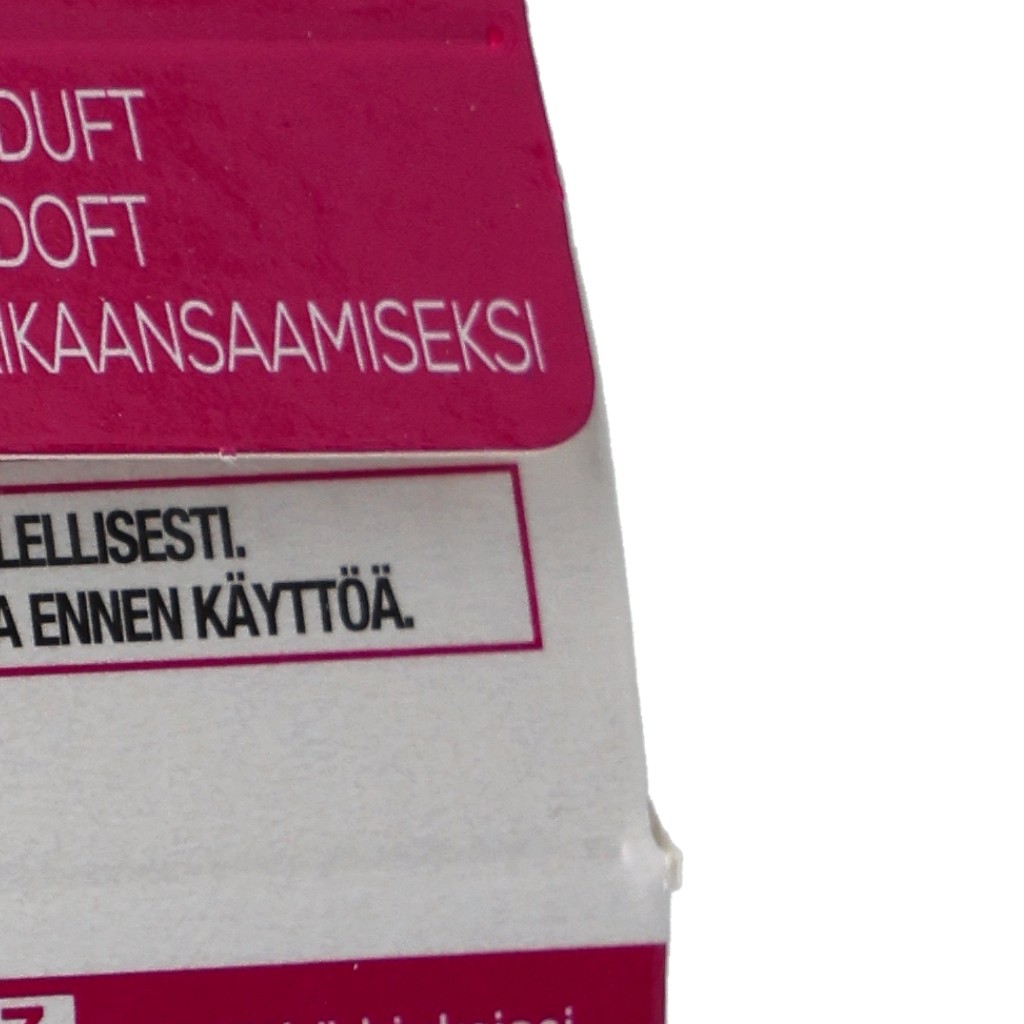 DUFT
DOFT
IKAANSAAMISEKSI
LELLISESTI.
A ENNEN KÄYTTÖÄ.